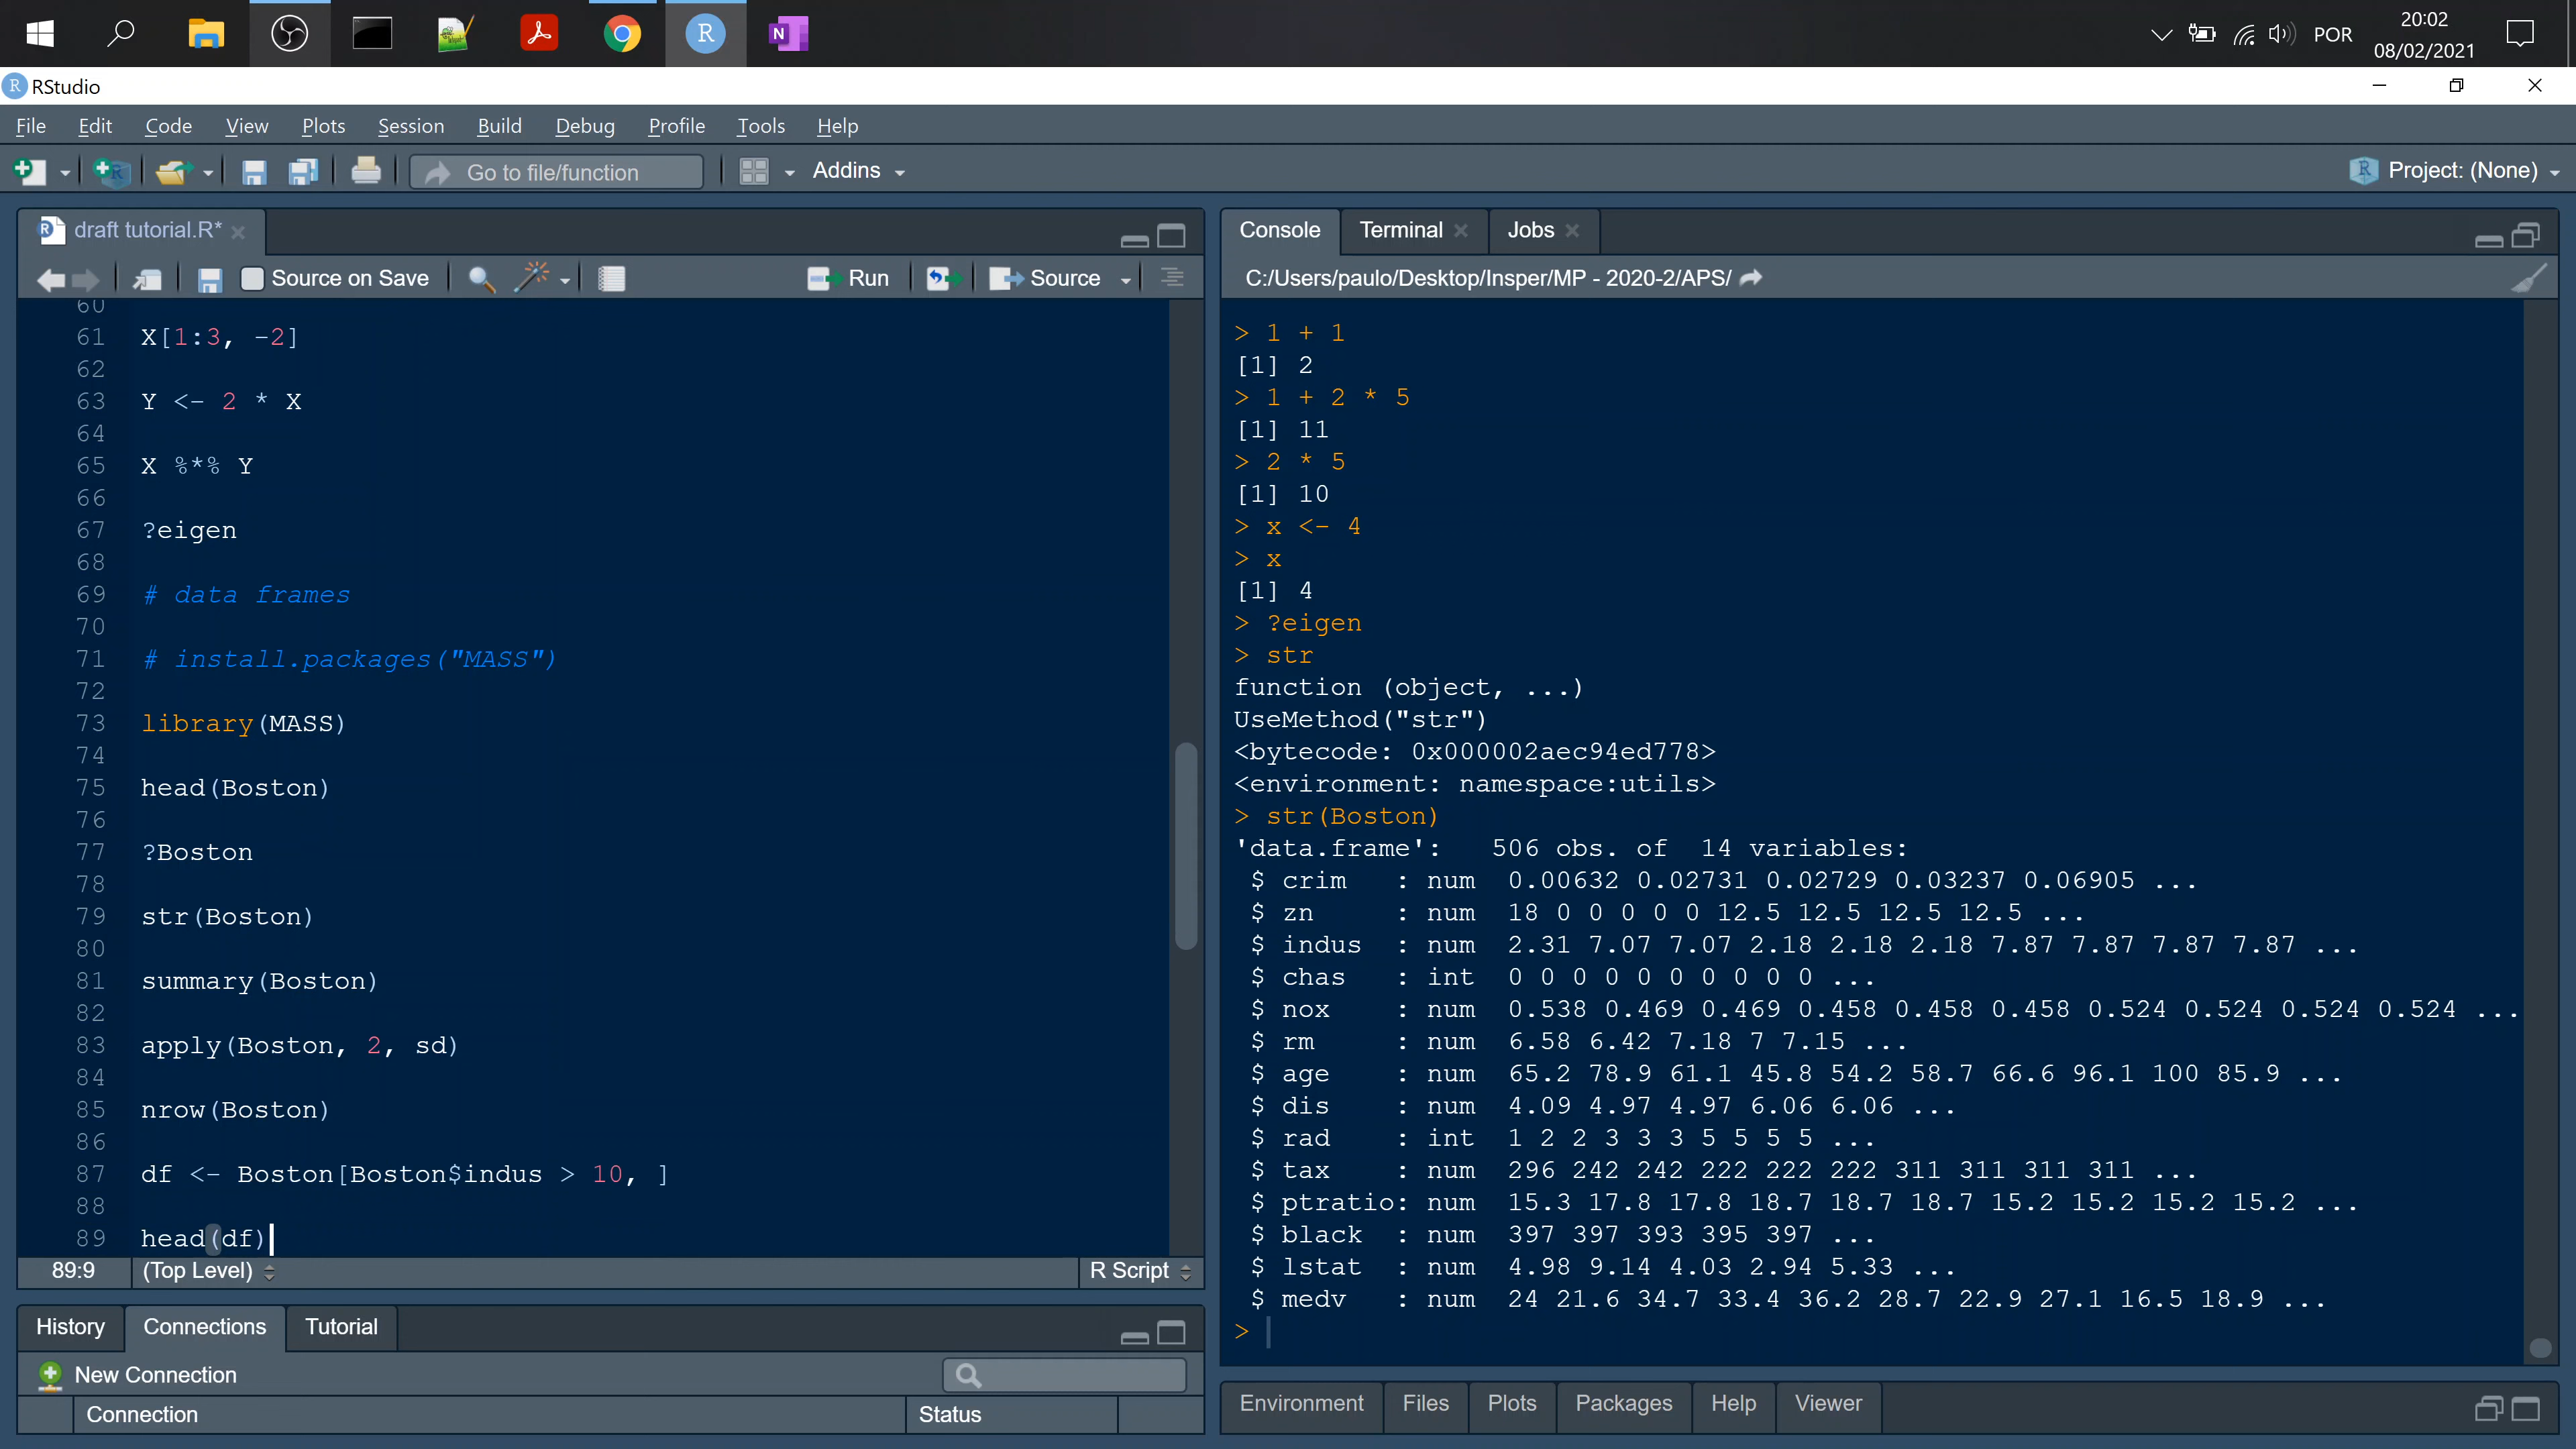 20:02
POR
08/02/2021
RStudio
File Edit Code View Plots Session Build Debug Profile Tools Help
Go to file/function Addins Project: (None)
draft tutorial.R*
Source on Save Run Source
60
61 X[1:3, -2]
62
63 Y <- 2 * X
64
65 X %*% Y
66
67 ?eigen
68
69 # data frames
70
71 # install.packages("MASS")
72
73 library(MASS)
74
75 head(Boston)
76
77 ?Boston
78
79 str(Boston)
80
81 summary(Boston)
82
83 apply(Boston, 2, sd)
84
85 nrow(Boston)
86
87 df <- Boston[Boston$indus > 10, ]
88
89 head(df)
89:9 (Top Level) R Script
History Connections Tutorial
New Connection
Connection Status
Console Terminal Jobs
C:/Users/paulo/Desktop/Insper/MP - 2020-2/APS/
> 1 + 1
[1] 2
> 1 + 2 * 5
[1] 11
> 2 * 5
[1] 10
> x <- 4
> x
[1] 4
> ?eigen
> str
function (object, ...)
UseMethod("str")
<bytecode: 0x000002aec94ed778>
<environment: namespace:utils>
> str(Boston)
'data.frame': 506 obs. of 14 variables:
$ crim : num 0.00632 0.02731 0.02729 0.03237 0.06905 ...
$ zn : num 18 0 0 0 0 0 12.5 12.5 12.5 12.5 ...
$ indus : num 2.31 7.07 7.07 2.18 2.18 2.18 7.87 7.87 7.87 7.87 ...
$ chas : int 0 0 0 0 0 0 0 0 0 0 ...
$ nox : num 0.538 0.469 0.469 0.458 0.458 0.458 0.524 0.524 0.524 0.524 ...
$ rm : num 6.58 6.42 7.18 7 7.15 ...
$ age : num 65.2 78.9 61.1 45.8 54.2 58.7 66.6 96.1 100 85.9 ...
$ dis : num 4.09 4.97 4.97 6.06 6.06 ...
$ rad : int 1 2 2 3 3 3 5 5 5 5 ...
$ tax : num 296 242 242 222 222 222 311 311 311 311 ...
$ ptratio: num 15.3 17.8 17.8 18.7 18.7 18.7 15.2 15.2 15.2 15.2 ...
$ black : num 397 397 393 395 397 ...
$ lstat : num 4.98 9.14 4.03 2.94 5.33 ...
$ medv : num 24 21.6 34.7 33.4 36.2 28.7 22.9 27.1 16.5 18.9 ...
>
Environment Files Plots Packages Help Viewer